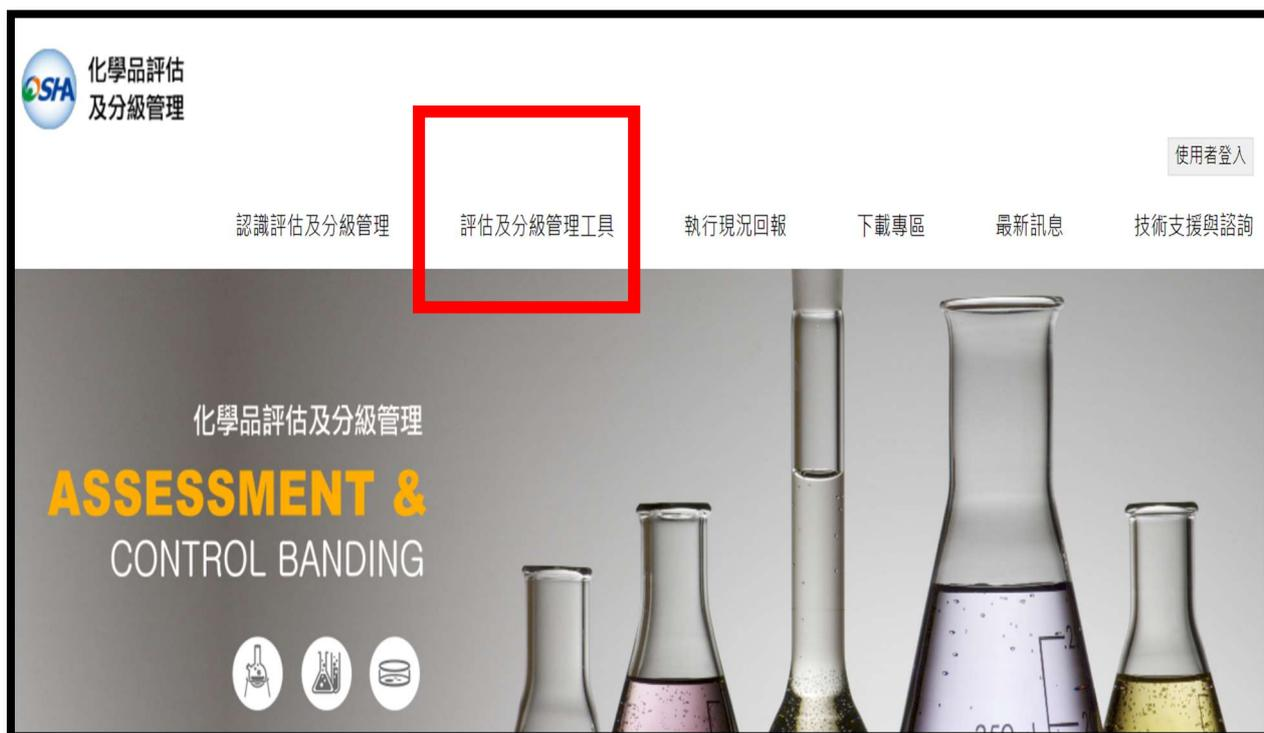 OSHA
化學品評估
及分級管理
使用者登入
認識評估及分級管理 評估及分級管理工具 執行現況回報 下載專區 最新訊息 技術支援與諮詢
化學品評估及分級管理
ASSESSMENT &
CONTROL BANDING
2
250
2